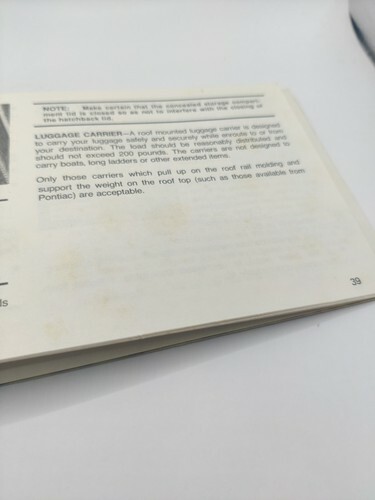 NOTE: Make certain that the concealed storage compart-
ment lid is closed so as not to interfere with the closing of
the hatchback lid.
LUGGAGE CARRIER—A roof mounted luggage carrier is designed
to carry your luggage safely and securely while enroute to or from
your destination. The load should be reasonably distributed and
should not exceed 200 pounds. The carriers are not designed to
carry boats, long ladders or other extended items.
Only those carriers which pull up on the roof rail molding and
support the weight on the roof top (such as those available from
Pontiac) are acceptable.
ls
39